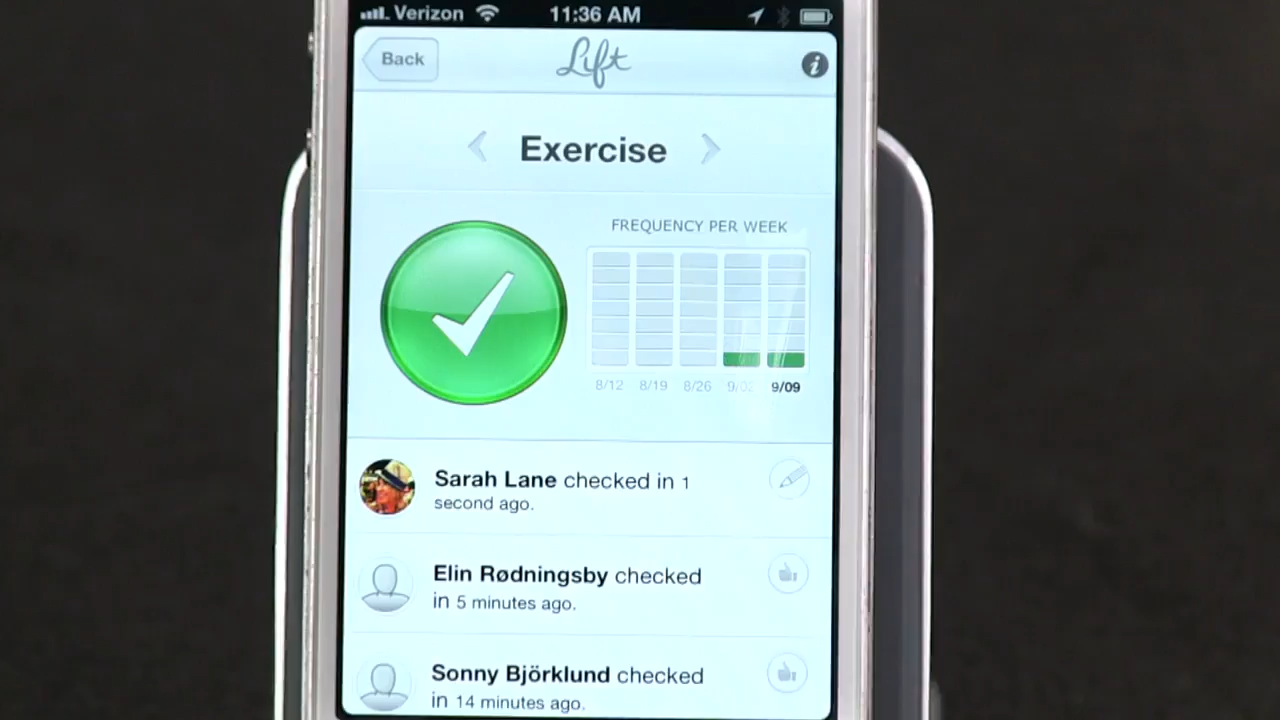 Verizon 11:36 AM
Back Lift i
Exercise
FREQUENCY PER WEEK
8/12 8/19 8/26 9/02 9/09
Sarah Lane checked in 1
second ago.
Elin Rødningsby checked
in 5 minutes ago.
Sonny Björklund checked
in 14 minutes ago.